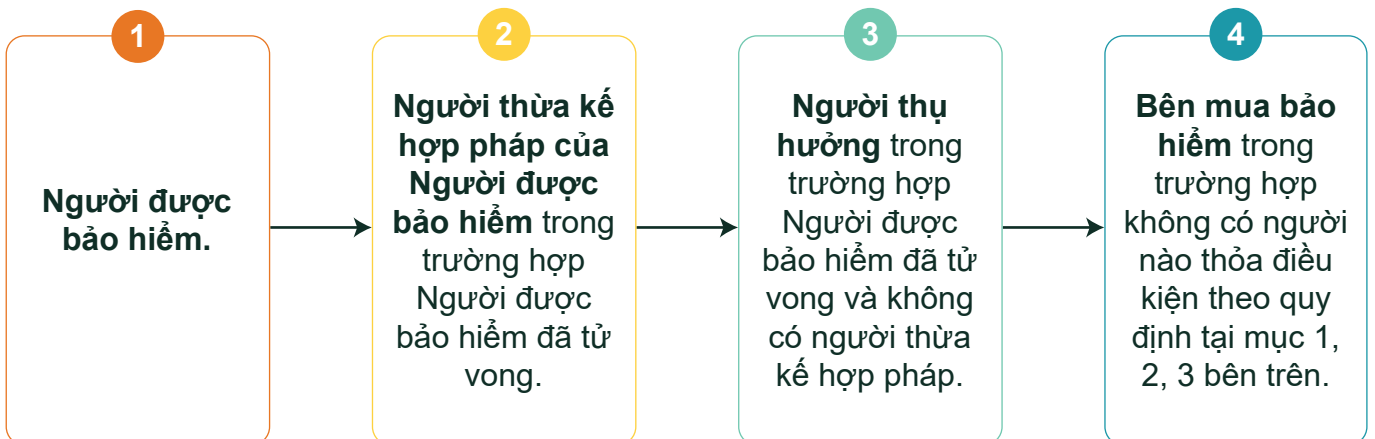 1
Người được
bảo hiểm.
2
Người thừa kế
hợp pháp của
Người được
bảo hiểm trong
trường hợp
Người được
bảo hiểm đã tử
vong.
3
Người thụ
hưởng trong
trường hợp
Người được
bảo hiểm đã tử
vong và không
có người thừa
kế hợp pháp.
4
Bên mua bảo
hiểm trong
trường hợp
không có người
nào thỏa điều
kiện theo quy
định tại mục 1,
2, 3 bên trên.